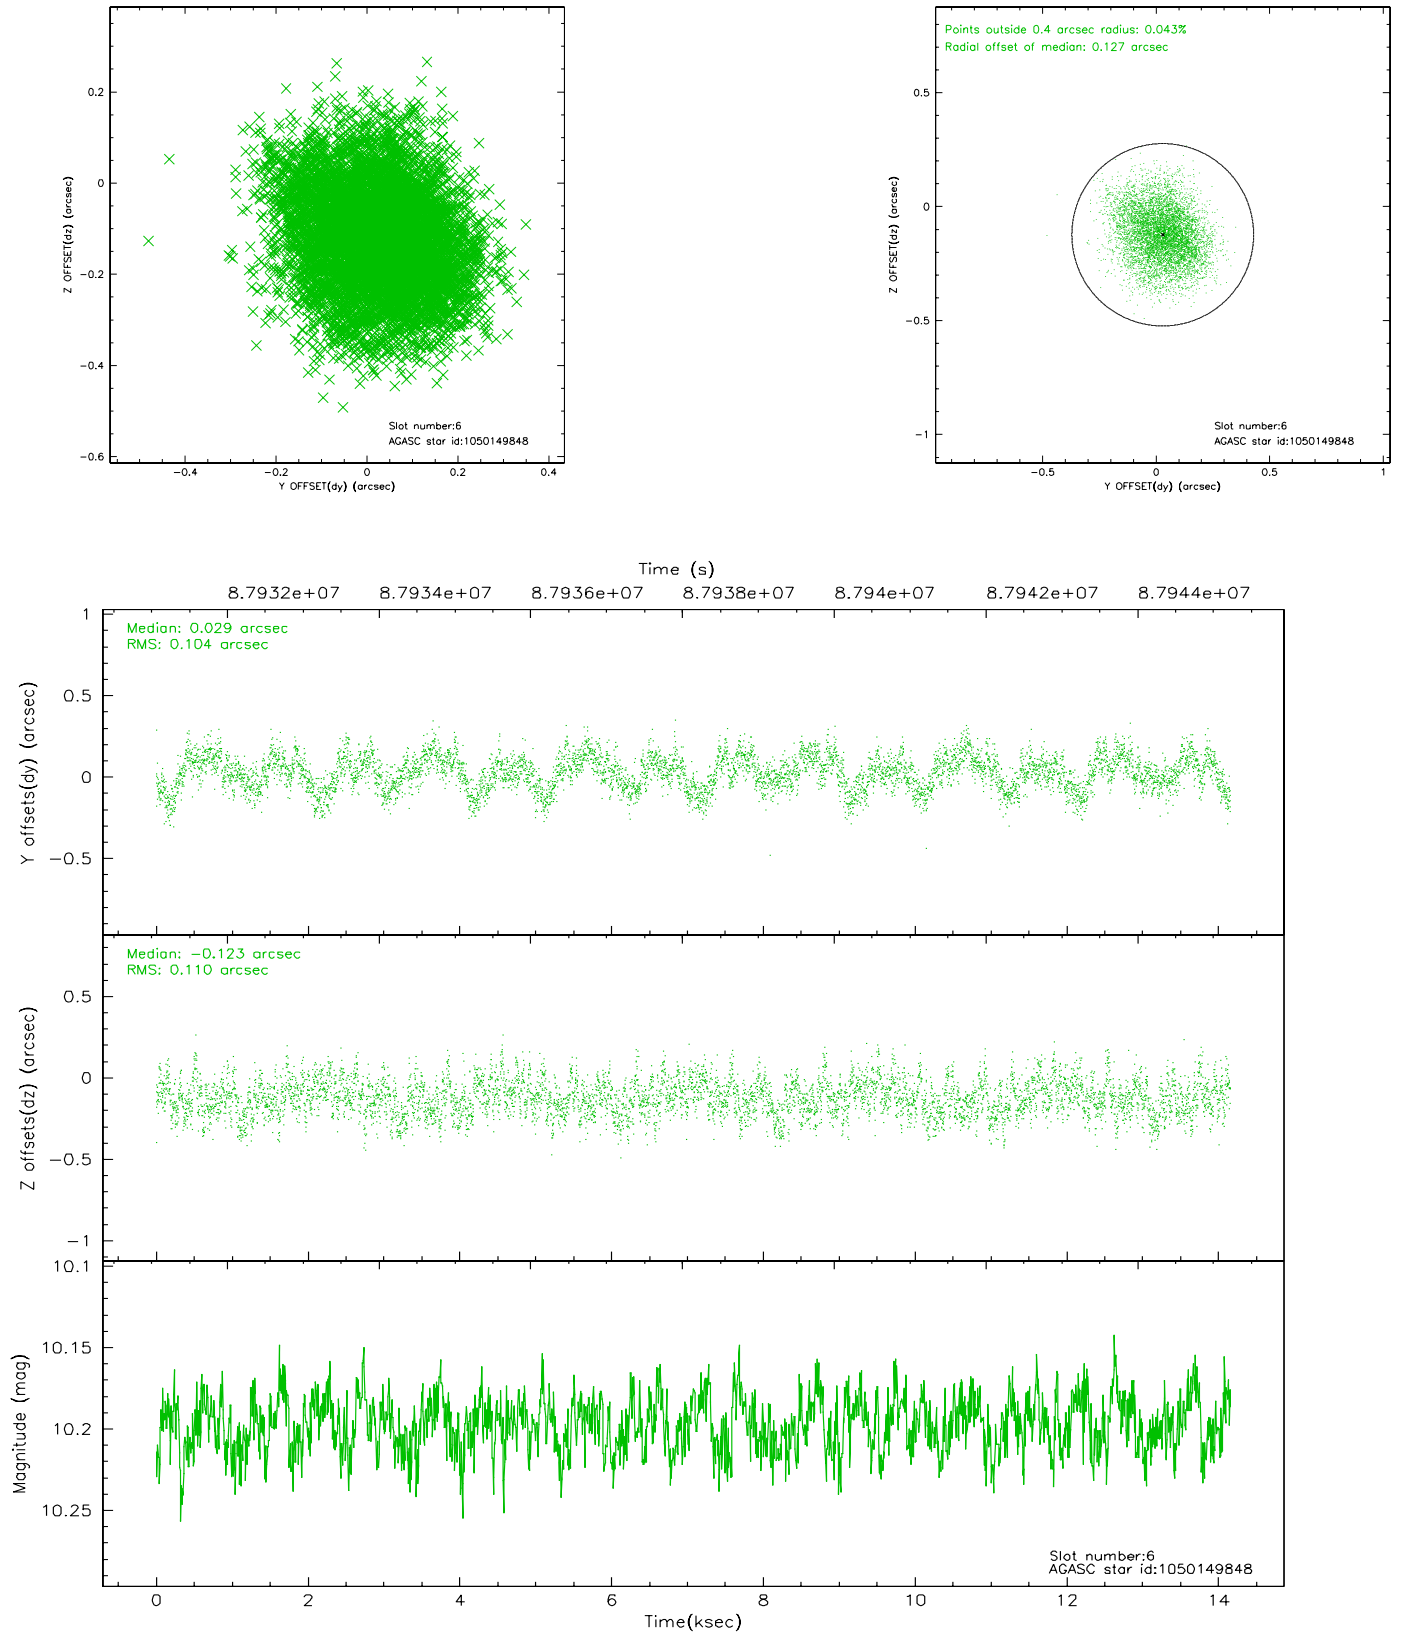 0.2
0
−0.2
−0.4
−0.6
Z OFFSET(dz) (arcsec)
Slot number:6
AGASC star id:1050149848
−0.4 −0.2 0 0.2 0.4
Y OFFSET(dy) (arcsec)
Points outside 0.4 arcsec radius: 0.043%
Radial offset of median: 0.127 arcsec
0.5
0
−0.5
−1
Z OFFSET(dz) (arcsec)
Slot number:6
AGASC star id:1050149848
−0.5 0 0.5 1
Y OFFSET(dy) (arcsec)
Time (s)
8.7932e+07 8.7934e+07 8.7936e+07 8.7938e+07 8.794e+07 8.7942e+07 8.7944e+07
Median: 0.029 arcsec
RMS: 0.104 arcsec
1
0.5
0
−0.5
Y offsets(dy) (arcsec)
Median: −0.123 arcsec
RMS: 0.110 arcsec
0.5
0
−0.5
−1
Z offsets(dz) (arcsec)
10.1
10.15
10.2
10.25
Magnitude (mag)
Slot number:6
AGASC star id:1050149848
0 2 4 6 8 10 12 14
Time(ksec)